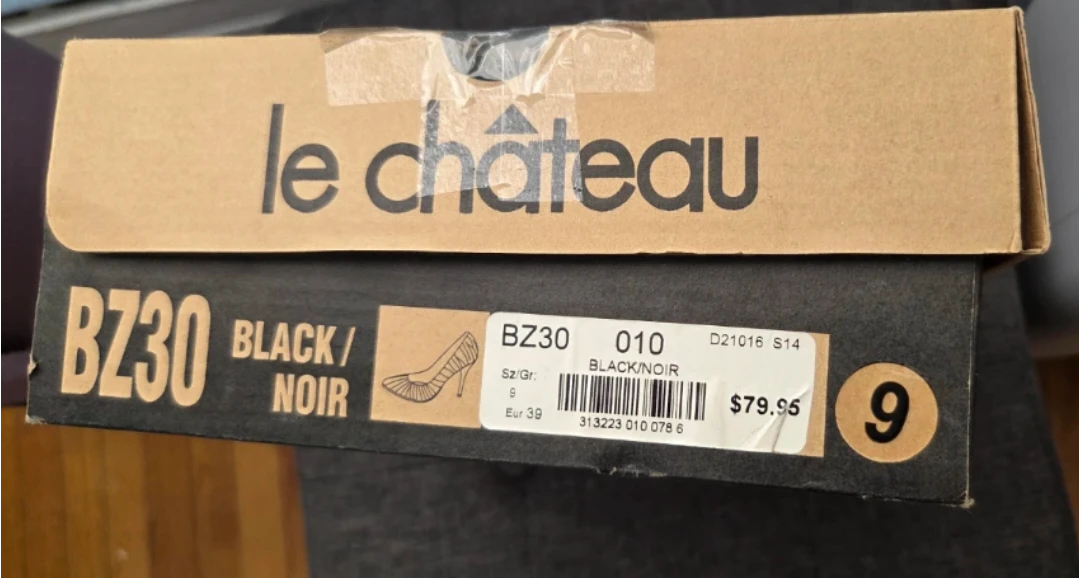 le château
BZ30
BLACK/
NOIR
BZ30 010 D21016 S14
BLACK/NOIR
Sz/Gr:
9
Eur 39
$79.95
313223 010 078 6
9